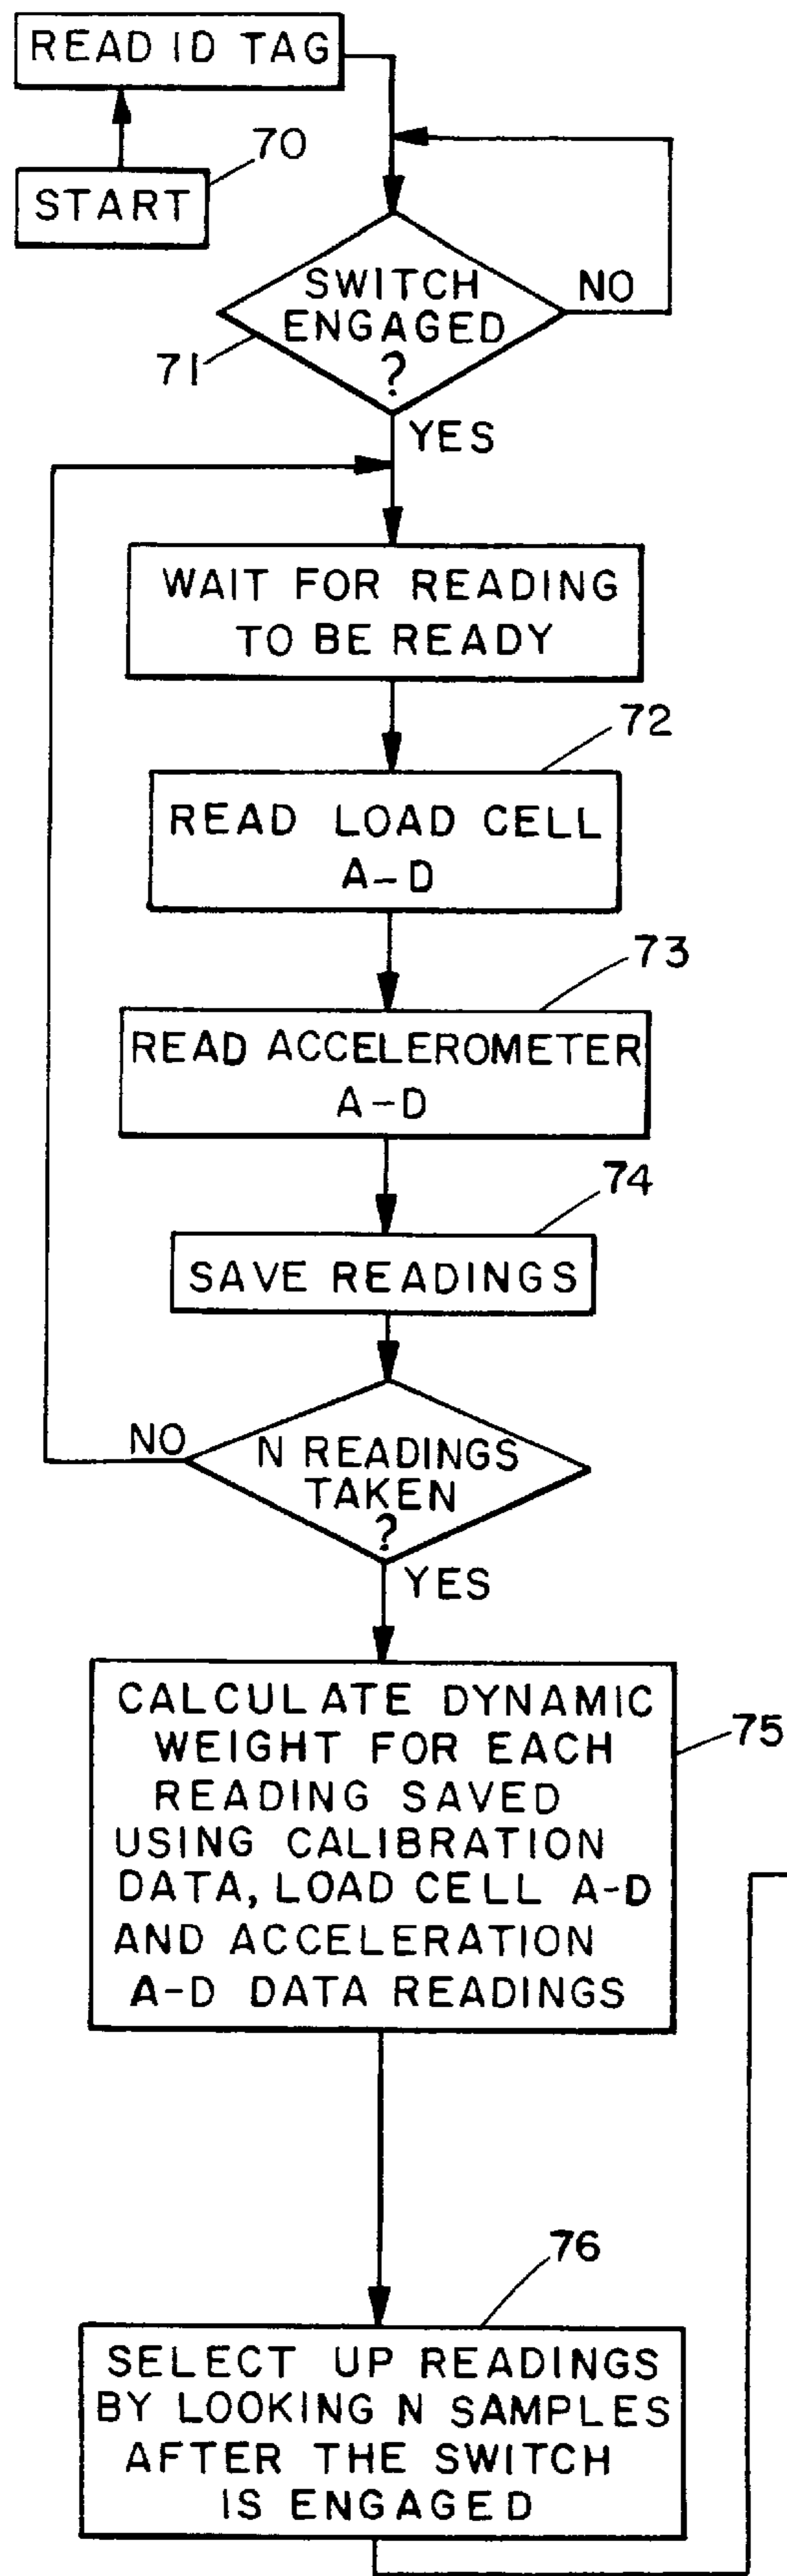 READ ID TAG
70
START
SWITCH
ENGAGED
?
NO
71
YES
WAIT FOR READING
TO BE READY
72
READ LOAD CELL
A-D
73
READ ACCELEROMETER
A-D
74
SAVE READINGS
NO
N READINGS
TAKEN
?
YES
CALCULATE DYNAMIC
WEIGHT FOR EACH
READING SAVED
USING CALIBRATION
DATA, LOAD CELL A-D
AND ACCELERATION
A-D DATA READINGS
75
76
SELECT UP READINGS
BY LOOKING N SAMPLES
AFTER THE SWITCH
IS ENGAGED